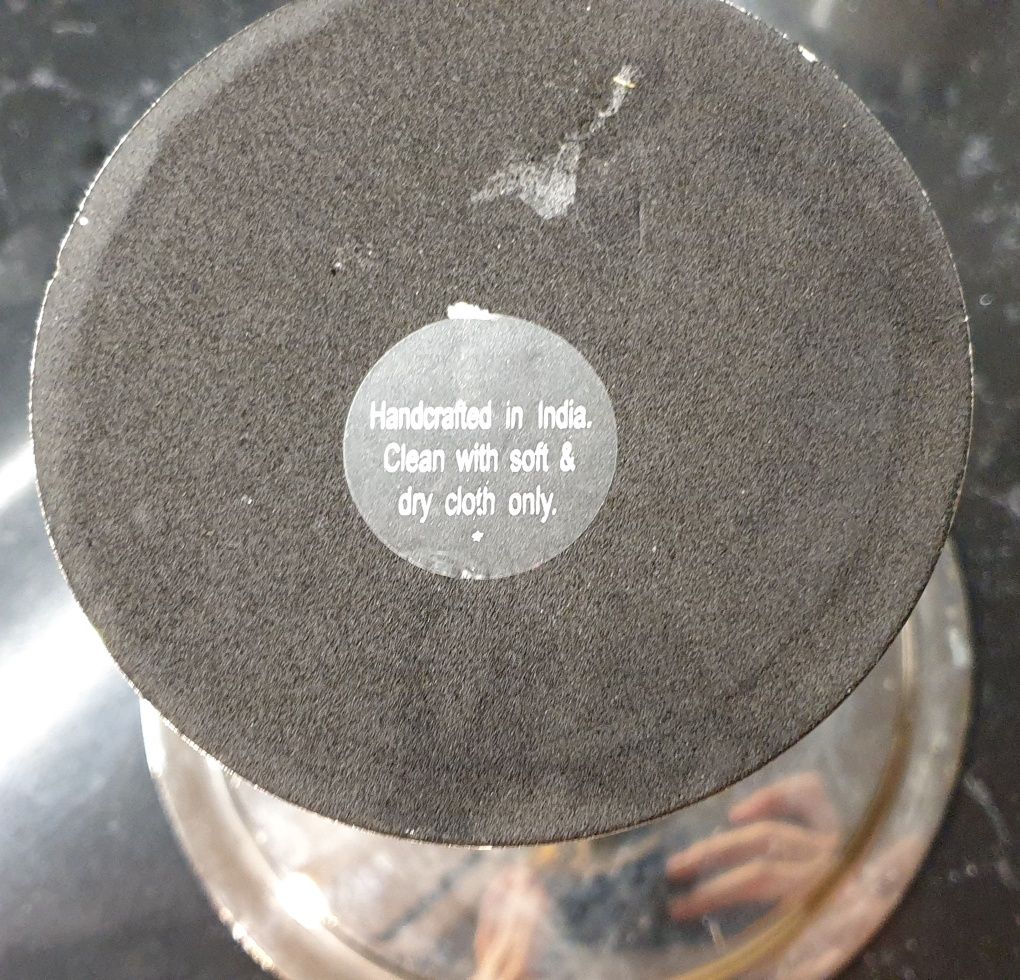 Handcrafted in India.
Clean with soft &
dry cloth only.